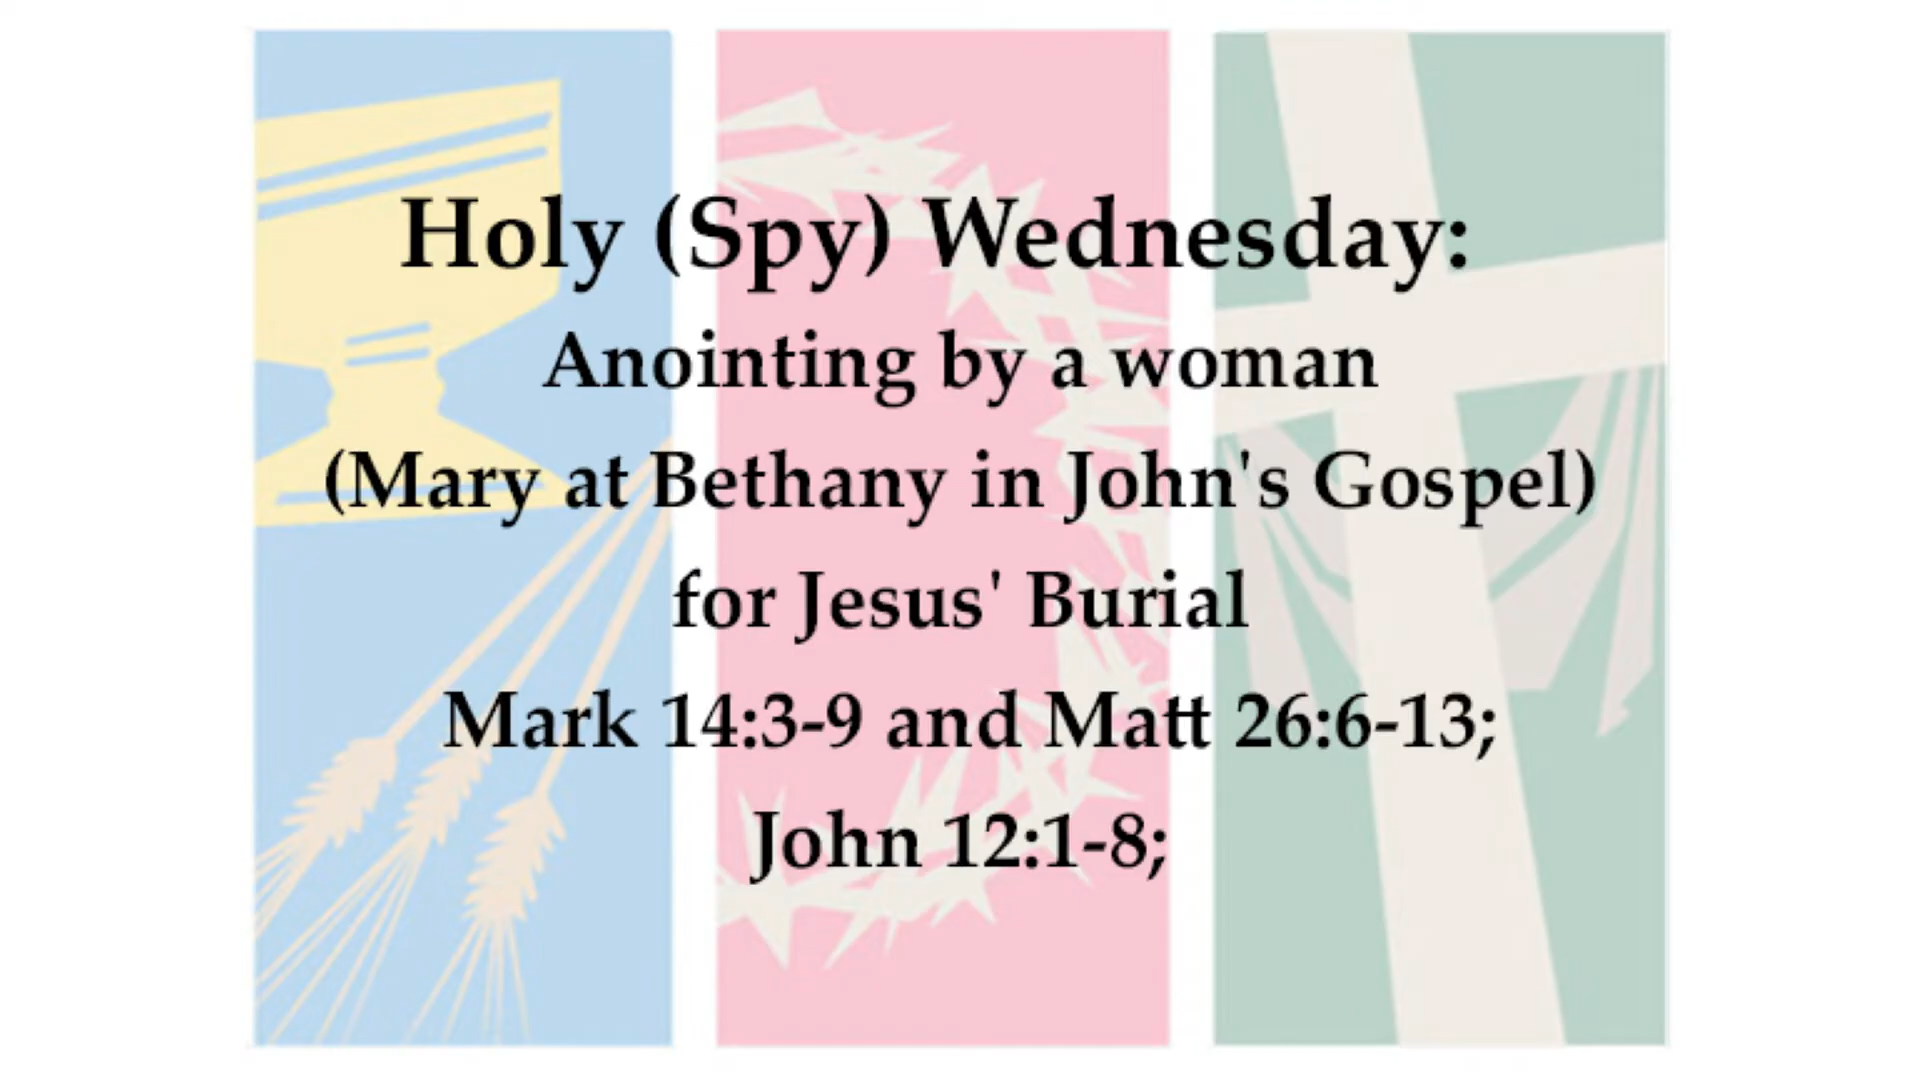 Holy (Spy) Wednesday:
Anointing by a woman
(Mary at Bethany in John's Gospel)
for Jesus' Burial
Mark 14:3-9 and Matt 26:6-13;
John 12:1-8;